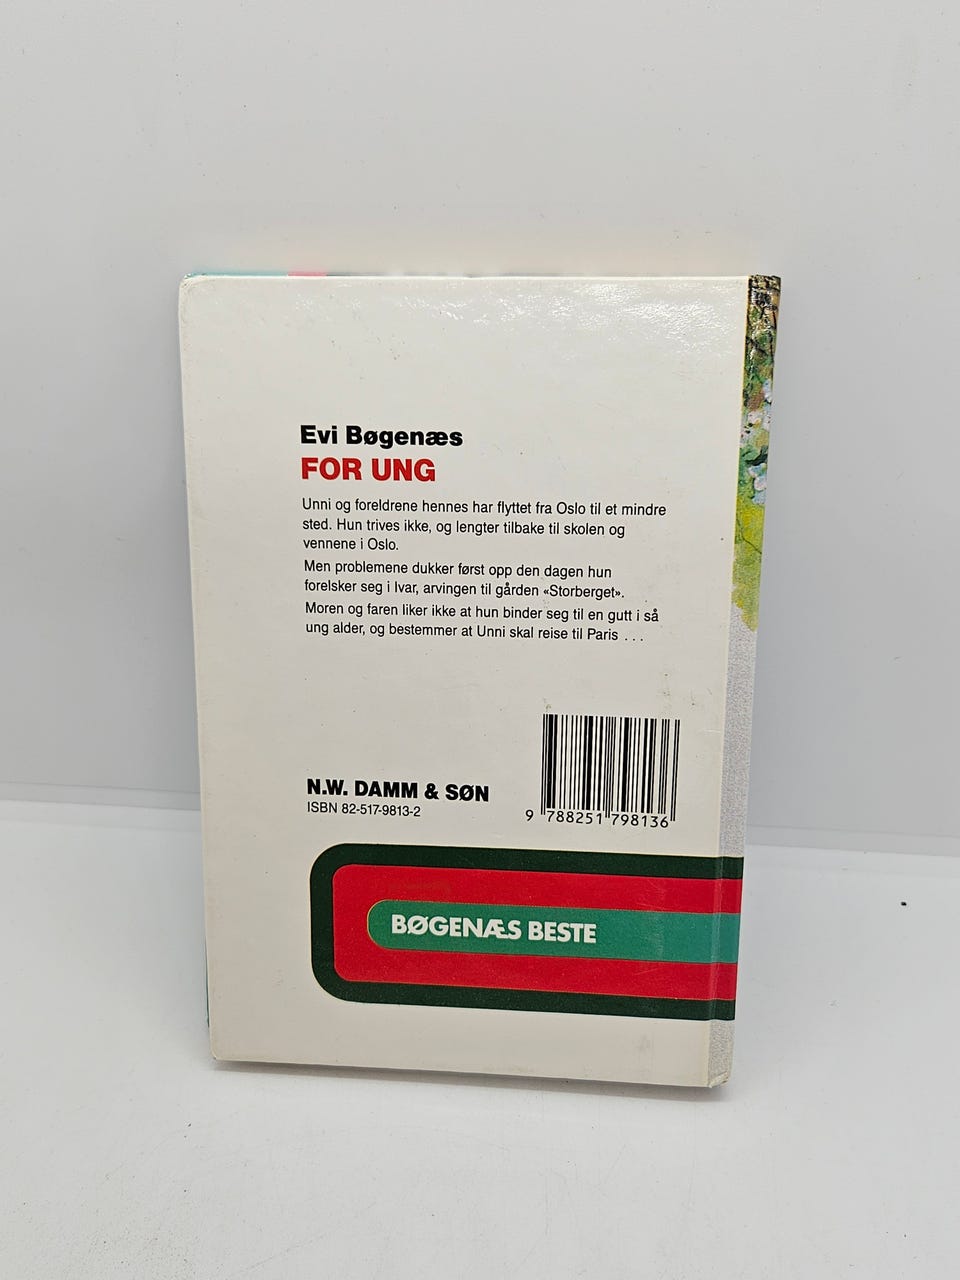 Evi Bøgenæs
FOR UNG
Unni og foreldrene hennes har flyttet fra Oslo til et mindre
sted. Hun trives ikke, og lengter tilbake til skolen og
vennene i Oslo.
Men problemene dukker først opp den dagen hun
forelsker seg i Ivar, arvingen til gården «Storberget».
Moren og faren liker ikke at hun binder seg til en gutt i så
ung alder, og bestemmer at Unni skal reise til Paris . . .
N.W. DAMM & SØN
ISBN 82-517-9813-2
9 788251 798136
BØGENÆS BESTE